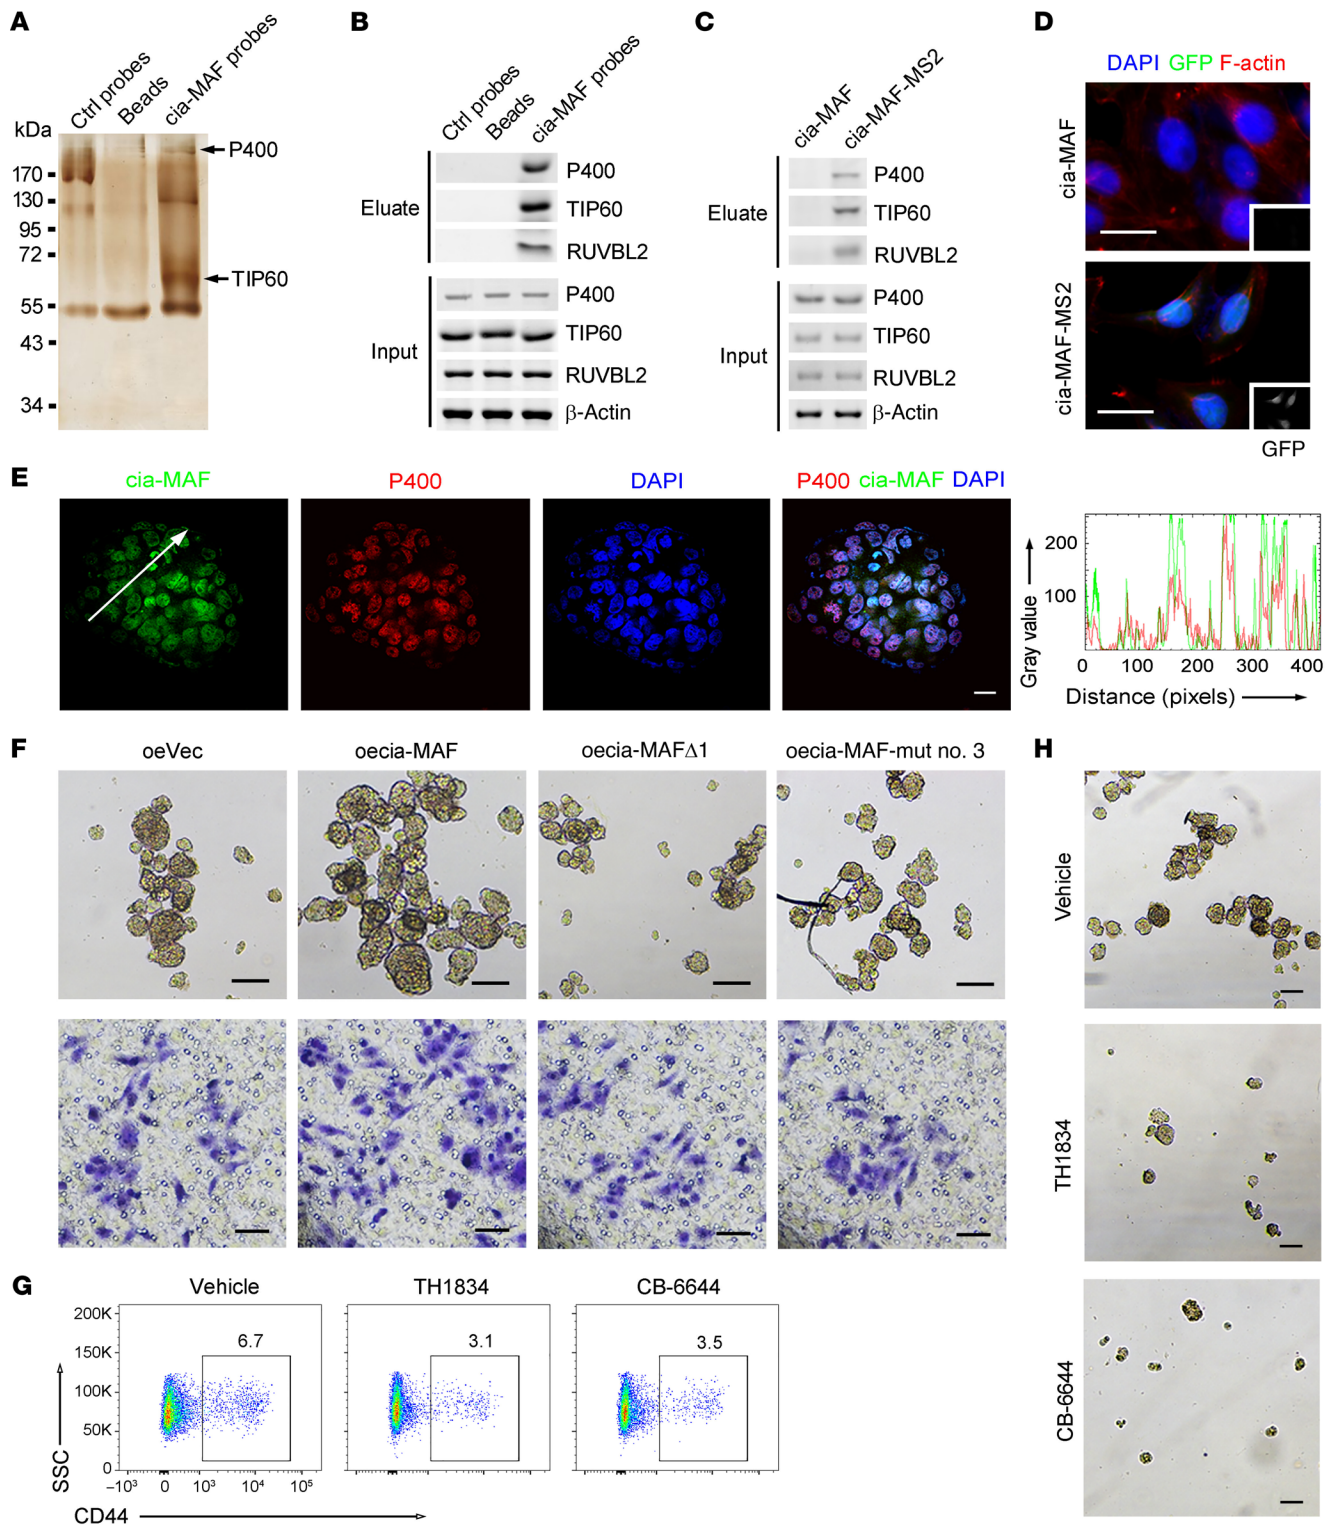 A
Ctrl probes
Beads
cia-MAF probes
kDa
170
130
95
72
55
43
34
P400
TIP60
B
Ctrl probes
Beads
cia-MAF probes
Eluate
P400
TIP60
RUVBL2
Input
P400
TIP60
RUVBL2
β-Actin
C
cia-MAF
cia-MAF-MS2
Eluate
P400
TIP60
RUVBL2
Input
P400
TIP60
RUVBL2
β-Actin
D
DAPI GFP F-actin
cia-MAF
cia-MAF-MS2
GFP
E
cia-MAF
P400
DAPI
P400 cia-MAF DAPI
Gray value
200
100
0 100 200 300 400
Distance (pixels)
F
oeVec
oecia-MAF
oecia-MAFΔ1
oecia-MAF-mut no. 3
G
Vehicle
TH1834
CB-6644
200K
150K
100K
50K
0
6.7
3.1
3.5
SSC
−10³ 0 10³ 10⁴ 10⁵
CD44
H
Vehicle
TH1834
CB-6644